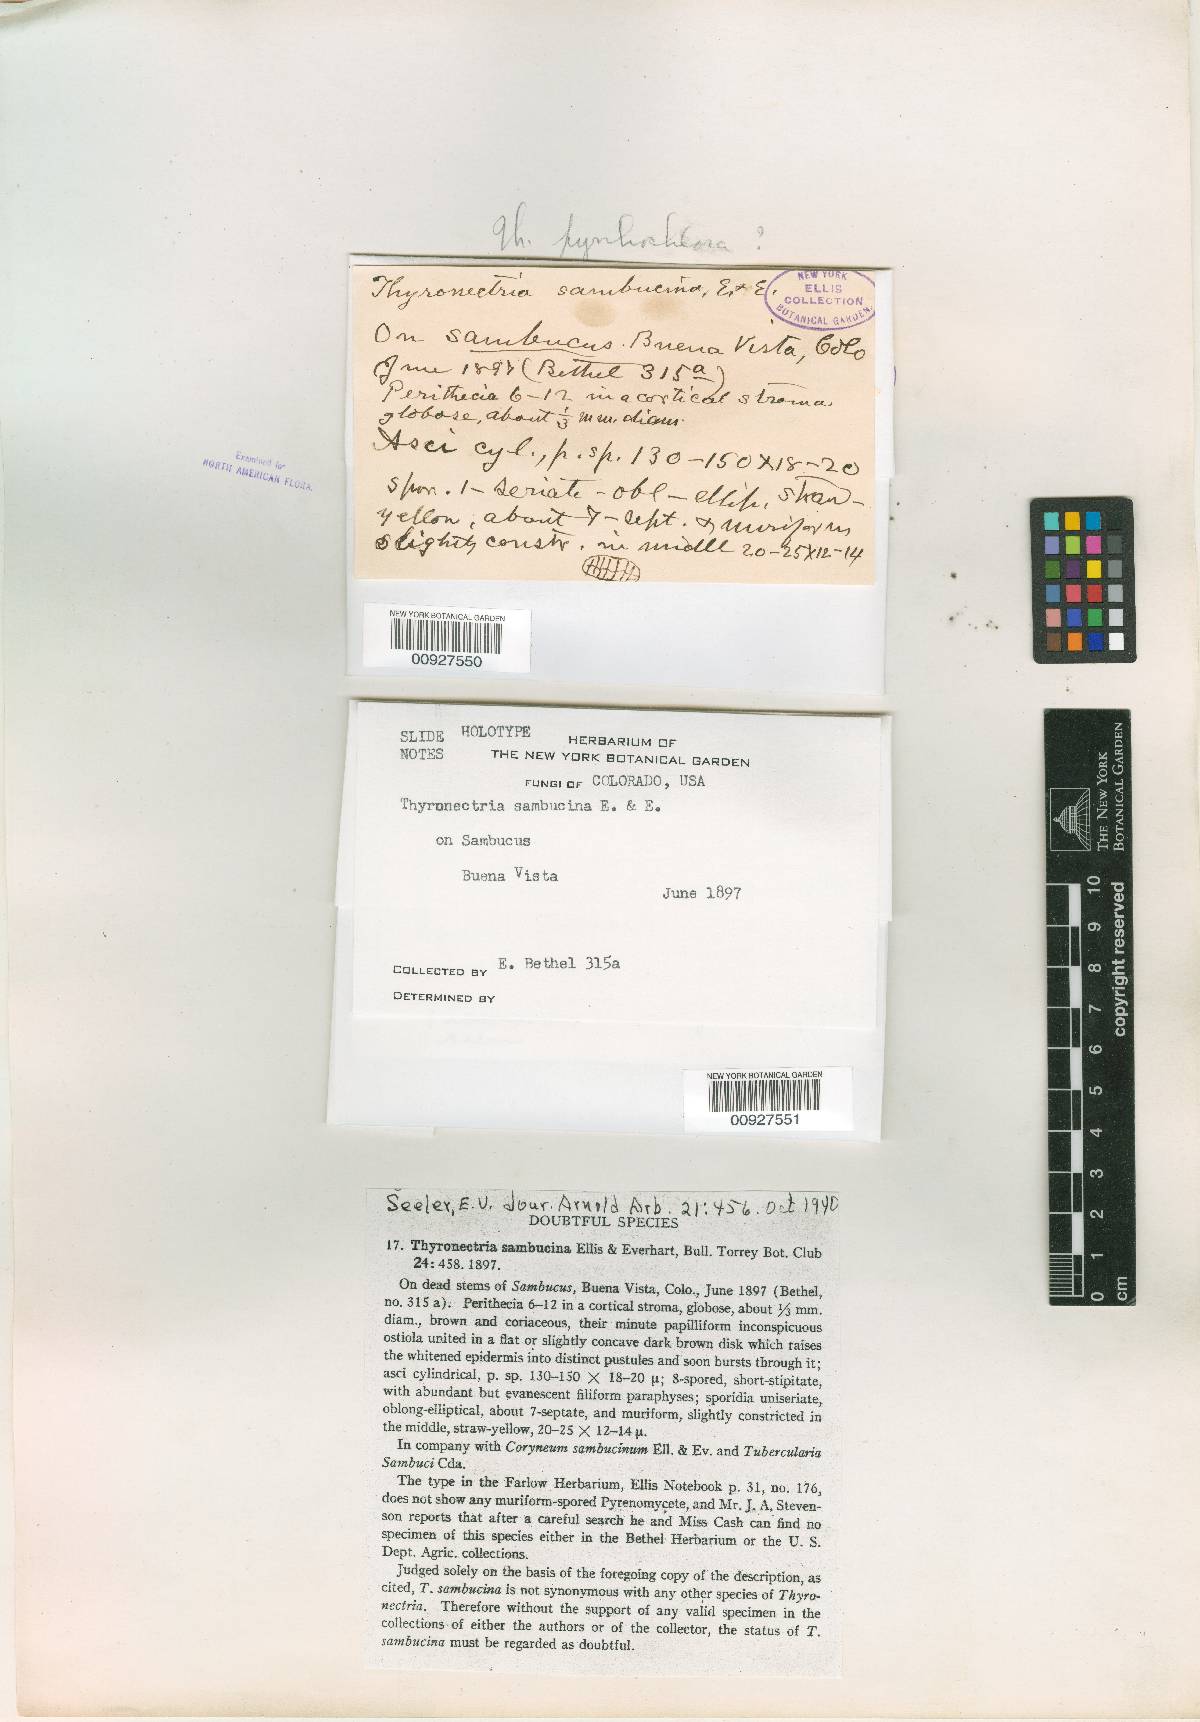 Th. pyrrhochlora ?
Thyronectria sambucina, E. & E.
NEW YORK
ELLIS
COLLECTION
BOTANICAL GARDEN.
On sambucus. Buena Vista, Colo
June 1897 (Bethel 315a)
Perithecia 6-12 in a cortical stroma,
globose, about 1/3 mm. diam.
Asci cyl., p. sp. 130-150 X 18-20
spor. 1-seriate-obl-ellip, straw-
yellow, about 7-sept. & muriform
slightly constr. in middle 20-25 X 12-14
Examined for
NORTH AMERICAN FLORA.
NEW YORK BOTANICAL GARDEN
00927550
SLIDE HOLOTYPE
NOTES
HERBARIUM OF
THE NEW YORK BOTANICAL GARDEN
FUNGI OF COLORADO, USA
Thyronectria sambucina E. & E.
on Sambucus
Buena Vista
June 1897
COLLECTED BY E. Bethel 315a
DETERMINED BY
NEW YORK BOTANICAL GARDEN
00927551
Seeler, E.V. Jour. Arnold Arb. 21:456. Oct 1940
DOUBTFUL SPECIES
17. Thyronectria sambucina Ellis & Everhart, Bull. Torrey Bot. Club
24: 458. 1897.
On dead stems of Sambucus, Buena Vista, Colo., June 1897 (Bethel,
no. 315 a). Perithecia 6–12 in a cortical stroma, globose, about ⅓ mm.
diam., brown and coriaceous, their minute papilliform inconspicuous
ostiola united in a flat or slightly concave dark brown disk which raises
the whitened epidermis into distinct pustules and soon bursts through it;
asci cylindrical, p. sp. 130–150 × 18–20 µ; 8-spored, short-stipitate,
with abundant but evanescent filiform paraphyses; sporidia uniseriate,
oblong-elliptical, about 7-septate, and muriform, slightly constricted in
the middle, straw-yellow, 20–25 × 12–14 µ.
In company with Coryneum sambucinum Ell. & Ev. and Tubercularia
Sambuci Cda.
The type in the Farlow Herbarium, Ellis Notebook p. 31, no. 176,
does not show any muriform-spored Pyrenomycete, and Mr. J. A. Steven-
son reports that after a careful search he and Miss Cash can find no
specimen of this species either in the Bethel Herbarium or the U. S.
Dept. Agric. collections.
Judged solely on the basis of the foregoing copy of the description, as
cited, T. sambucina is not synonymous with any other species of Thyro-
nectria. Therefore without the support of any valid specimen in the
collections of either the authors or of the collector, the status of T.
sambucina must be regarded as doubtful.
THE NEW YORK
BOTANICAL GARDEN
copyright reserved
0 1 2 3 4 5 6 7 8 9 10
cm